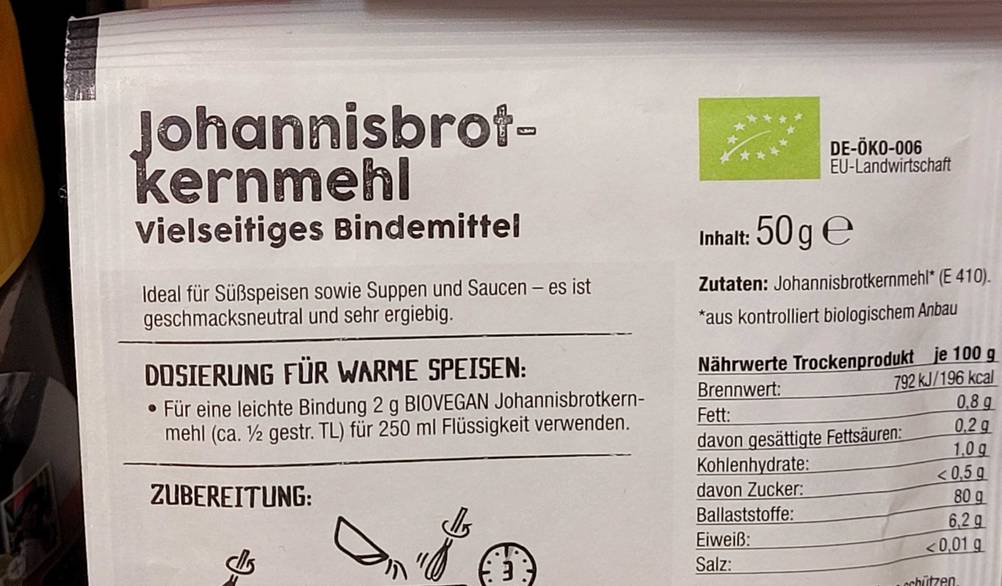 Johannisbrot-
kernmehl
Vielseitiges Bindemittel
Ideal für Süßspeisen sowie Suppen und Saucen – es ist
geschmacksneutral und sehr ergiebig.
DOSIERUNG FÜR WARME SPEISEN:
• Für eine leichte Bindung 2 g BIOVEGAN Johannisbrotkern-
mehl (ca. ½ gestr. TL) für 250 ml Flüssigkeit verwenden.
ZUBEREITUNG:
3
DE-ÖKO-006
EU-Landwirtschaft
Inhalt: 50 g ℮
Zutaten: Johannisbrotkernmehl* (E 410).
*aus kontrolliert biologischem Anbau
Nährwerte Trockenprodukt je 100 g
Brennwert: 792 kJ/196 kcal
Fett: 0,8 g
davon gesättigte Fettsäuren: 0,2 g
Kohlenhydrate: 1,0 g
davon Zucker: <0,5 g
Ballaststoffe: 80 g
Eiweiß: 6,2 g
Salz: <0,01 g